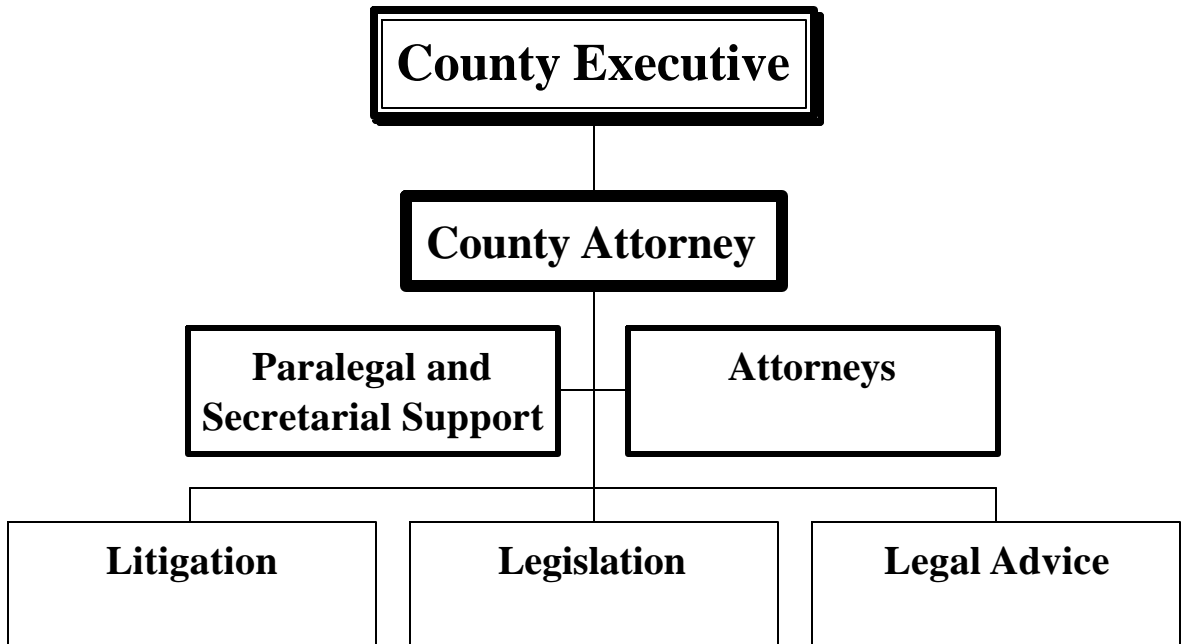 County Executive
County Attorney
Paralegal and
Secretarial Support
Attorneys
Litigation
Legislation
Legal Advice